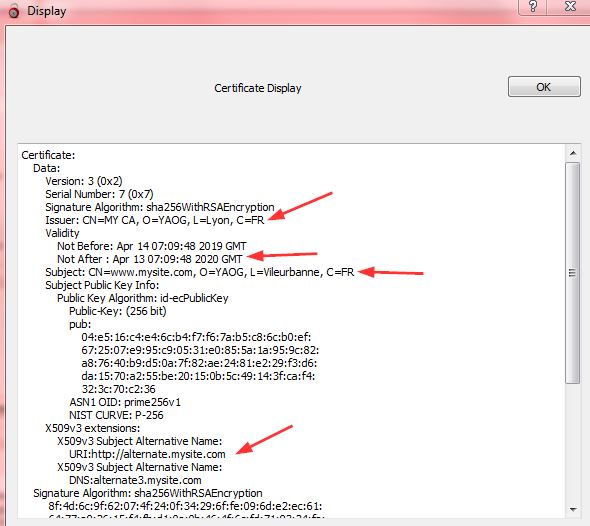 Display
?
X
Certificate Display
OK
Certificate:
Data:
Version: 3 (0x2)
Serial Number: 7 (0x7)
Signature Algorithm: sha256WithRSAEncryption
Issuer: CN=MY CA, O=YAOG, L=Lyon, C=FR
Validity
Not Before: Apr 14 07:09:48 2019 GMT
Not After : Apr 13 07:09:48 2020 GMT
Subject: CN=www.mysite.com, O=YAOG, L=Vileurbanne, C=FR
Subject Public Key Info:
Public Key Algorithm: id-ecPublicKey
Public-Key: (256 bit)
pub:
04:e5:16:c4:e4:6c:b4:f7:f6:7a:b5:c8:6c:b0:ef:
67:25:07:e9:95:c9:05:31:e0:85:5a:1a:95:9c:82:
a8:76:40:b9:d5:0a:7f:82:ae:24:81:e2:29:f3:d6:
da:15:70:a2:55:be:20:15:0b:5c:49:14:3f:ca:f4:
32:3c:70:c2:36
ASN1 OID: prime256v1
NIST CURVE: P-256
X509v3 extensions:
X509v3 Subject Alternative Name:
URI:http://alternate.mysite.com
X509v3 Subject Alternative Name:
DNS:alternate3.mysite.com
Signature Algorithm: sha256WithRSAEncryption
8f:4d:6c:9f:62:07:4f:24:0f:34:29:6f:fe:09:6d:e2:ec:61: